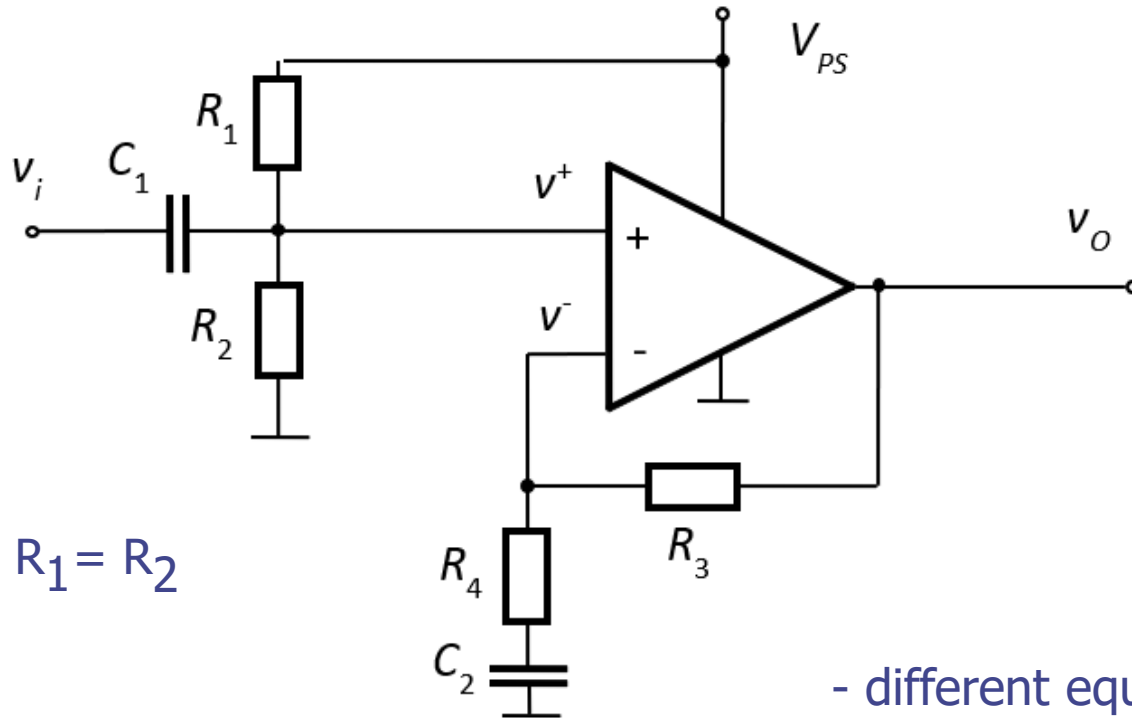 V_PS
R_1
C_1
v_i
v^+
+
v_O
R_2
v^-
-
R_1 = R_2
R_3
R_4
C_2
- different equ